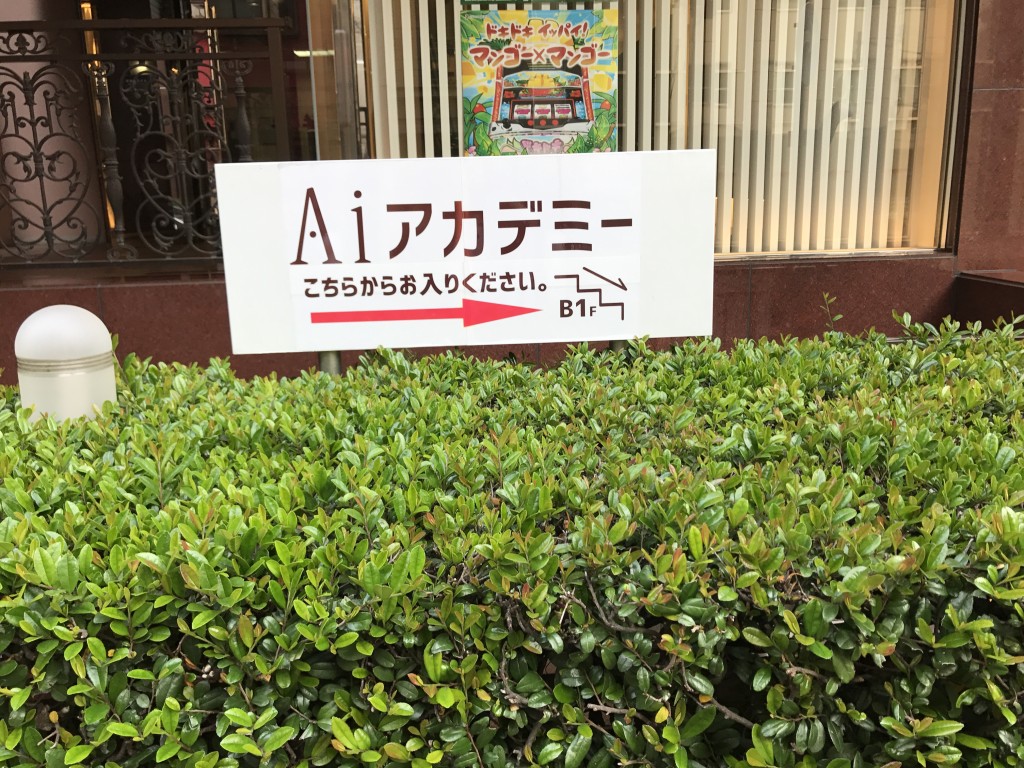 ドキドキ イッパイ!
マンゴー×マンゴー
Aiアカデミー
こちらからお入りください。
B1F